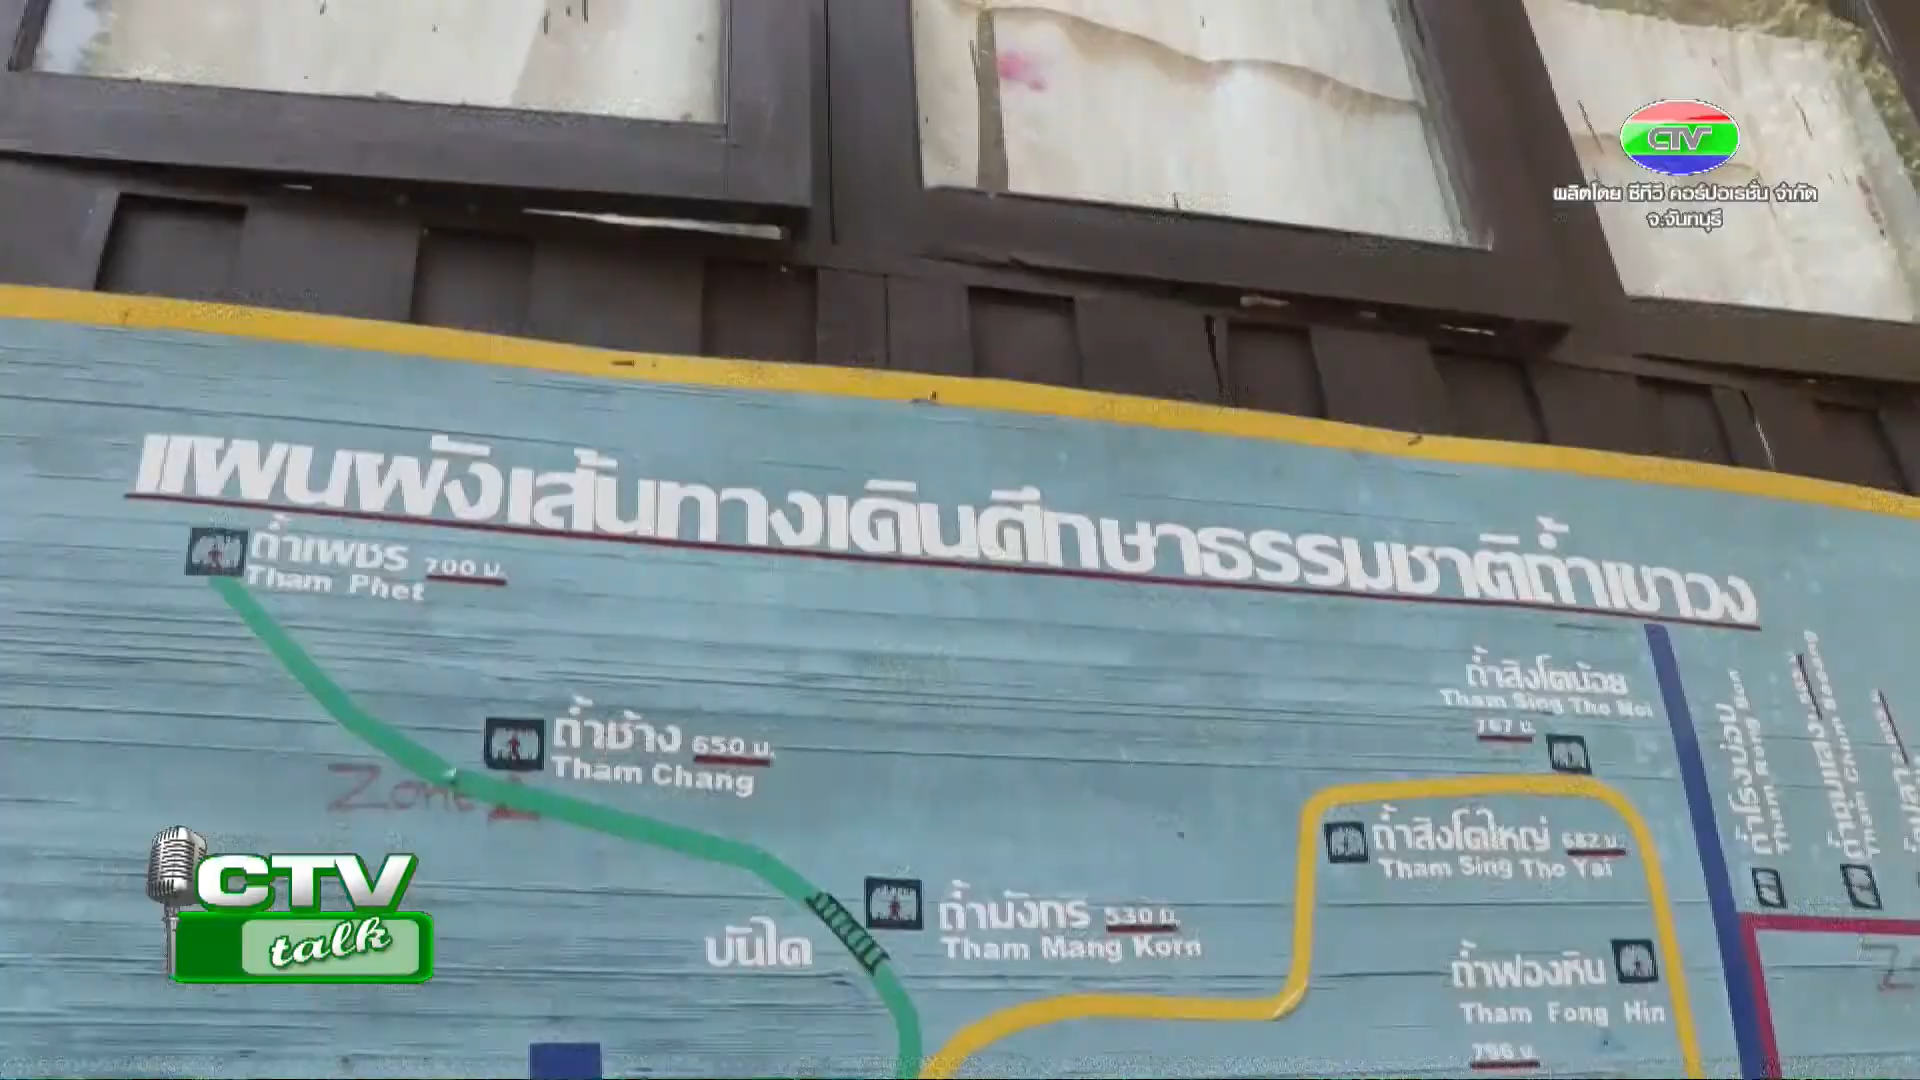 CTV
ผลิตโดย ซีทีวี คอร์ปอเรชั่น จำกัด
จ.จันทบุรี
แผนผังเส้นทางเดินศึกษาธรรมชาติถ้ำเขาวง
ถ้ำเพชร 700 ม.
Tham Phet
ถ้ำสิงโตน้อย
Tham Sing Tho Noi
767 ม.
ถ้ำช้าง 650 ม.
Tham Chang
Zone 2
ถ้ำสิงโตใหญ่ 682 ม.
Tham Sing Tho Yai
ถ้ำมังกร 530 ม.
Tham Mang Korn
บันได
ถ้ำฟองหิน
Tham Fong Hin
796 ม.
CTV
talk